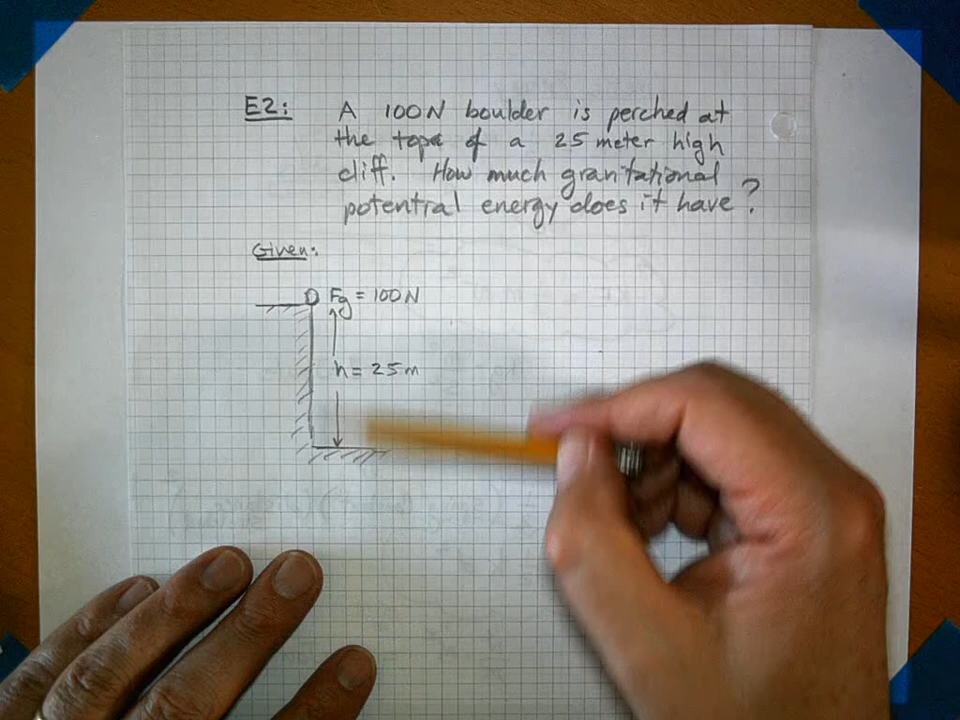 E2: A 100N boulder is perched at
the top of a 25 meter high
cliff. How much gravitational
potential energy does it have?
Given:
Fg = 100N
h = 25m